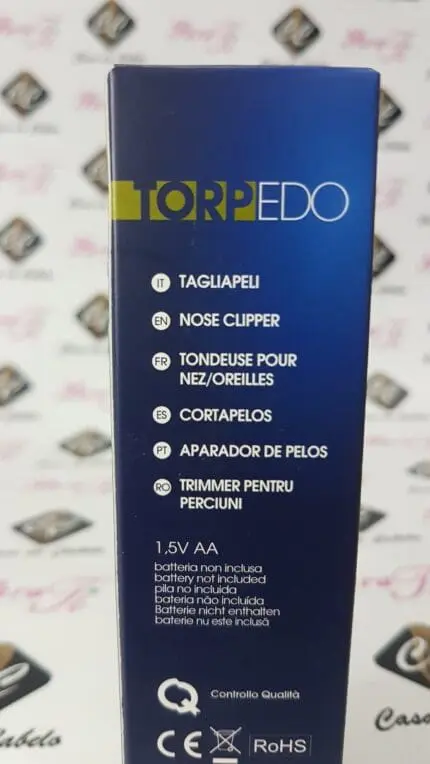 TORPEDO
IT TAGLIAPELI
EN NOSE CLIPPER
FR TONDEUSE POUR
NEZ/OREILLES
ES CORTAPELOS
PT APARADOR DE PELOS
RO TRIMMER PENTRU
PERCIUNI
1,5V AA
batteria non inclusa
battery not included
pila no incluida
bateria não incluída
Batterie nicht enthalten
baterie nu este inclusă
Q Controllo Qualità
CE RoHS
Casa
abelo